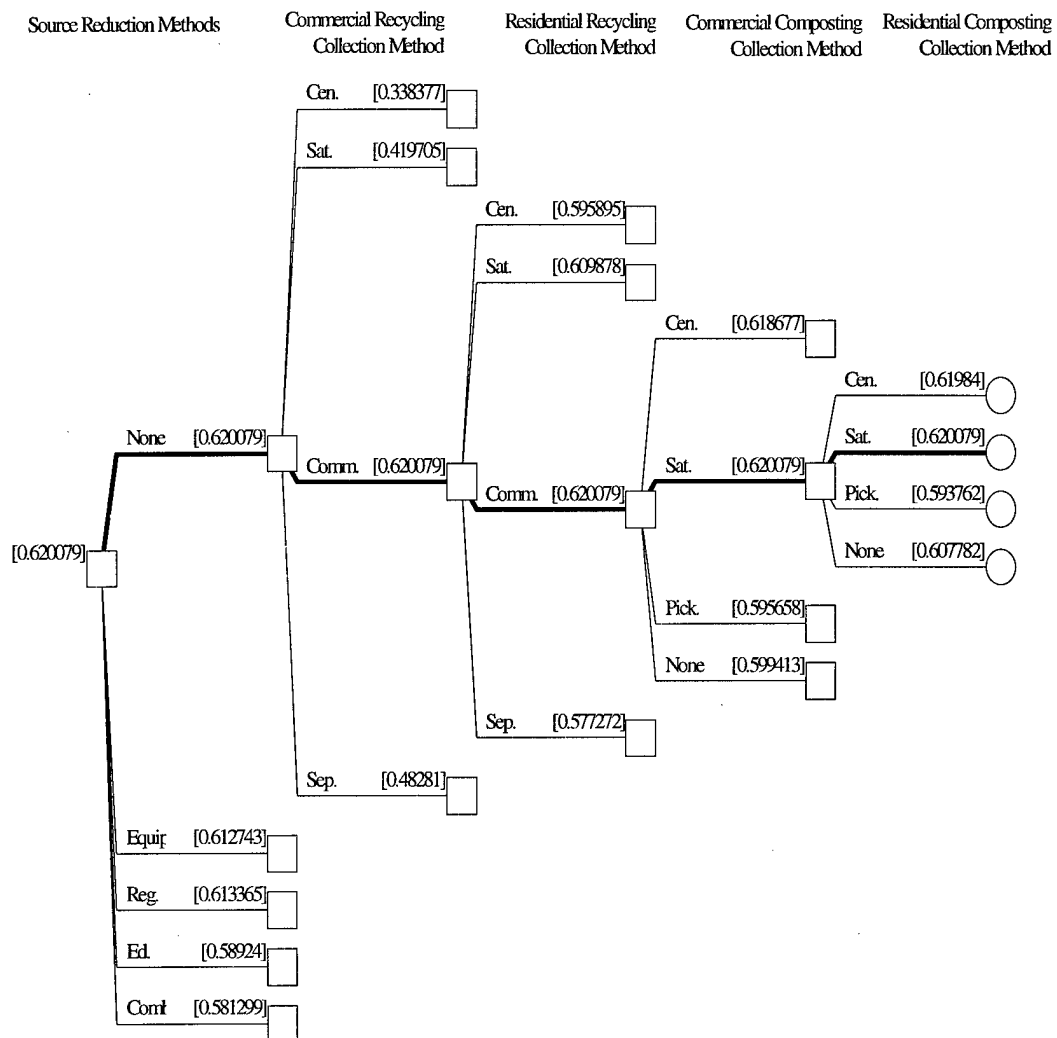 Source Reduction Methods
Commercial Recycling
Collection Method
Residential Recycling
Collection Method
Commercial Composting
Collection Method
Residential Composting
Collection Method
Cen. [0.338377]
Sat. [0.419705]
Cen. [0.595895]
Sat. [0.609878]
Cen. [0.618677]
Cen. [0.61984]
None [0.620079]
Sat. [0.620079]
Comm. [0.620079]
Sat. [0.620079]
Comm. [0.620079]
Pick. [0.593762]
[0.620079]
None [0.607782]
Pick. [0.595658]
None [0.599413]
Sep. [0.577272]
Sep. [0.48281]
Equip [0.612743]
Reg. [0.613365]
Ed. [0.58924]
Coml [0.581299]